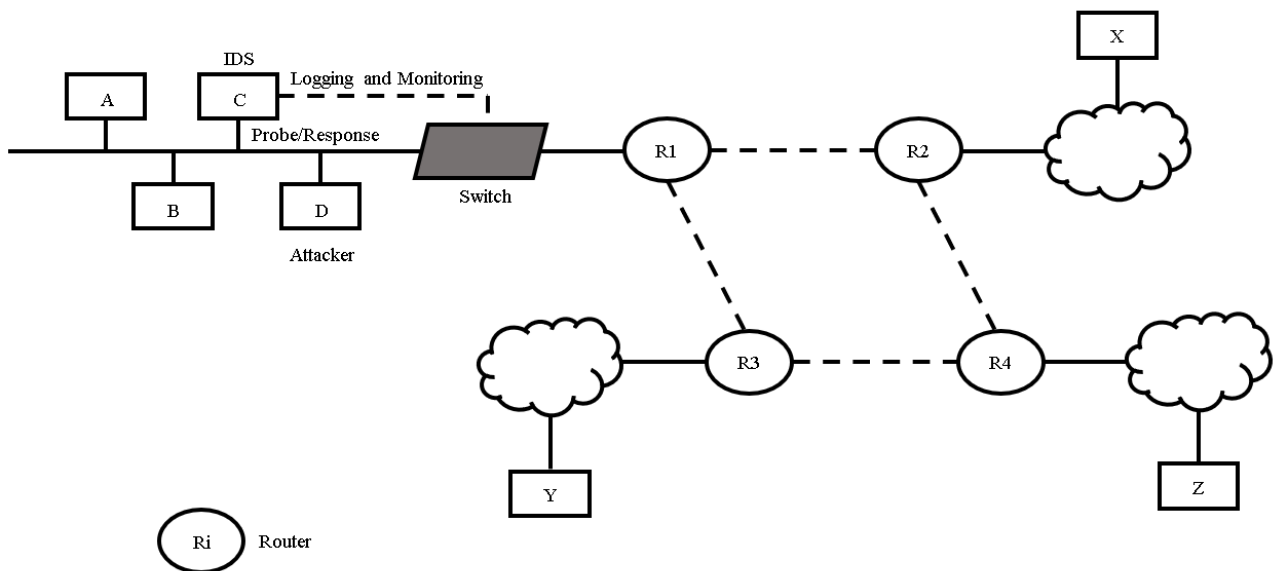 X
IDS
Logging and Monitoring
A
C
Probe/Response
R1
R2
B
D
Switch
Attacker
R3
R4
Y
Z
Ri
Router